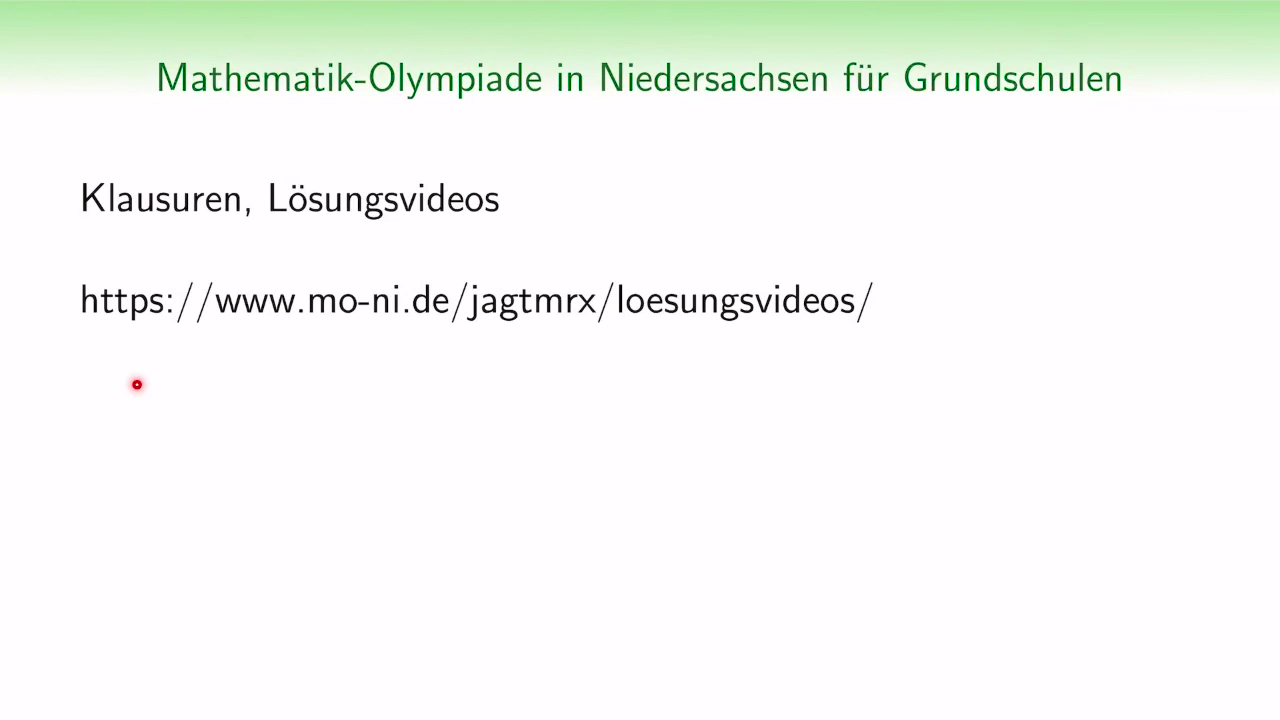 Mathematik-Olympiade in Niedersachsen für Grundschulen
Klausuren, Lösungsvideos
https://www.mo-ni.de/jagtmrx/loesungsvideos/